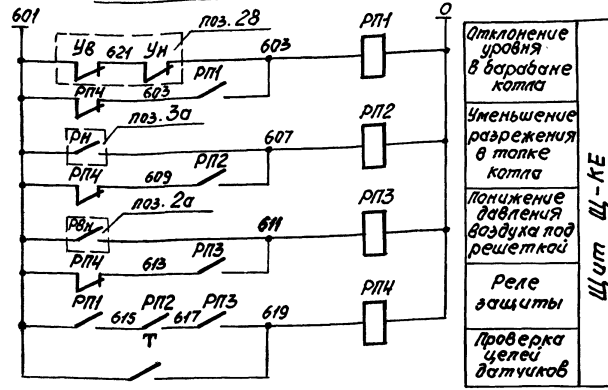 601
поз. 28
0
УВ 621 УН
603
РП1
РП4
603
РП1
Отклонение
уровня
в барабане
котла
РН
поз. 3а
607
РП2
РП4
609
РП2
Уменьшение
разрежения
в топке
котла
РВН
поз. 2а
611
РП3
РП4
613
РП3
Понижение
давления
воздуха под
решеткой
РП1 615 РП2 617 РП3
619
РП4
Реле
защиты
Т
Проверка
цепей
датчиков
Щит Щ-КЕ